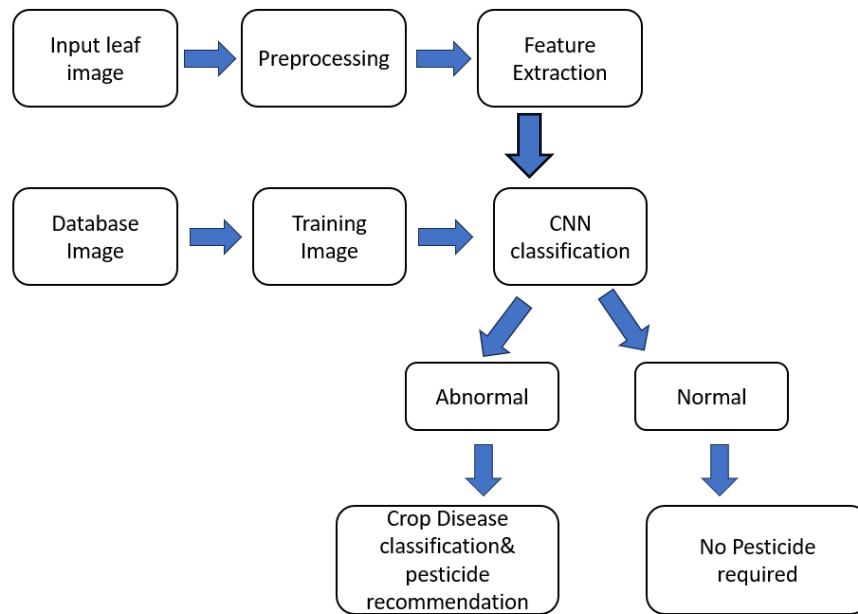 Input leaf
image
Preprocessing
Feature
Extraction
Database
Image
Training
Image
CNN
classification
Abnormal
Normal
Crop Disease
classification&
pesticide
recommendation
No Pesticide
required